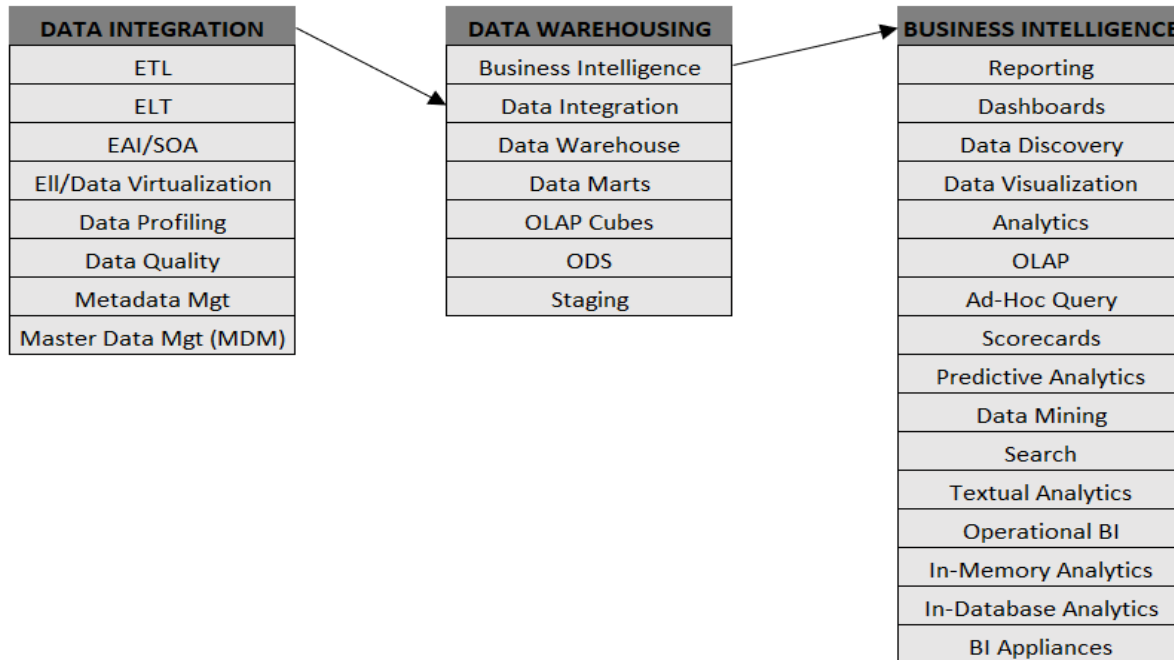 DATA INTEGRATION
ETL
ELT
EAI/SOA
Ell/Data Virtualization
Data Profiling
Data Quality
Metadata Mgt
Master Data Mgt (MDM)
DATA WAREHOUSING
Business Intelligence
Data Integration
Data Warehouse
Data Marts
OLAP Cubes
ODS
Staging
BUSINESS INTELLIGENCE
Reporting
Dashboards
Data Discovery
Data Visualization
Analytics
OLAP
Ad-Hoc Query
Scorecards
Predictive Analytics
Data Mining
Search
Textual Analytics
Operational BI
In-Memory Analytics
In-Database Analytics
BI Appliances